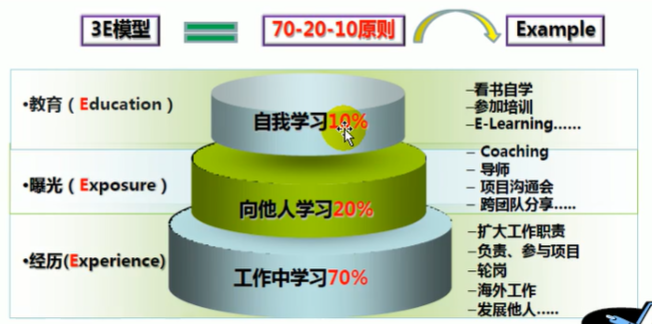 3E模型
70-20-10原则
Example
•教育（Education）
自我学习10%
–看书自学
–参加培训
–E-Learning……
•曝光（Exposure）
向他人学习20%
– Coaching
– 导师
– 项目沟通会
– 跨团队分享…..
•经历(Experience)
工作中学习70%
–扩大工作职责
–负责、参与项目
–轮岗
–海外工作
–发展他人…..